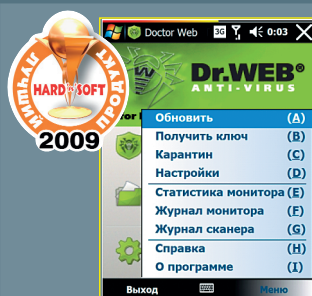 ЛУЧШИЙ ПРОДУКТ
HARD'n'SOFT
2009
Doctor Web
3G
0:03
Dr.WEB®
ANTI-VIRUS
Обновить (A)
Получить ключ (B)
Карантин (C)
Настройки (D)
Статистика монитора (E)
Журнал монитора (F)
Журнал сканера (G)
Справка (H)
О программе (I)
Выход
Меню